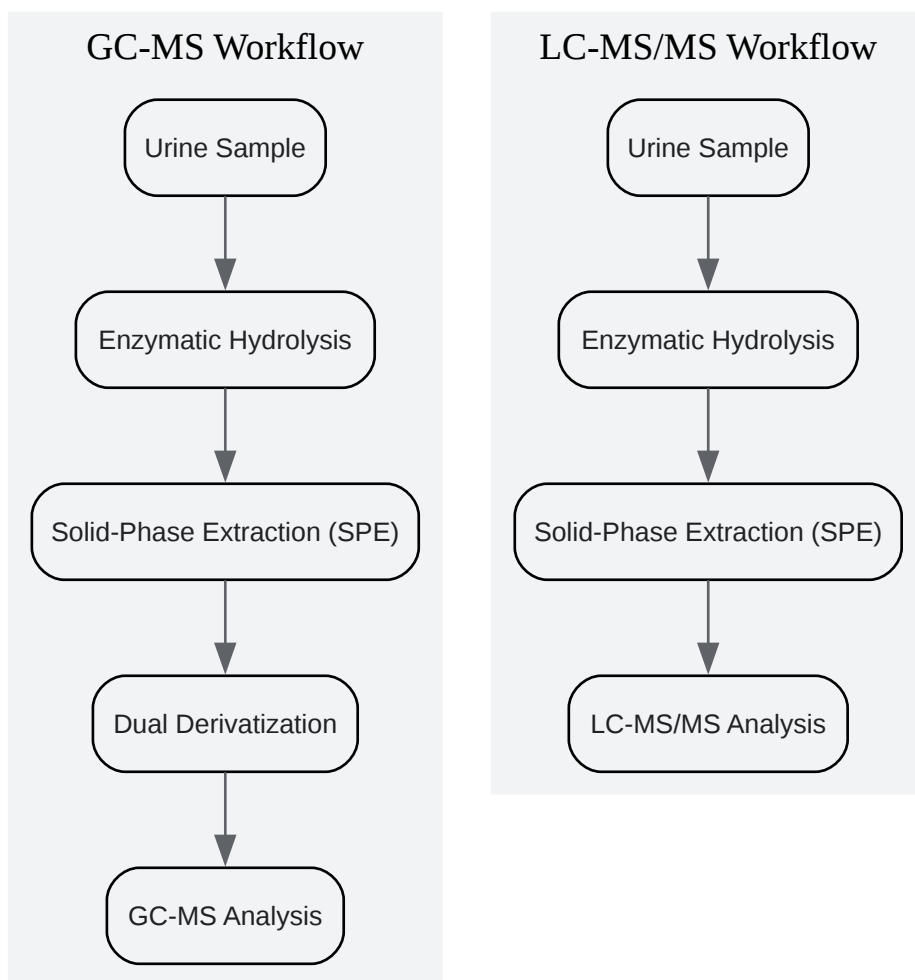 GC-MS Workflow
Urine Sample
Enzymatic Hydrolysis
Solid-Phase Extraction (SPE)
Dual Derivatization
GC-MS Analysis
LC-MS/MS Workflow
Urine Sample
Enzymatic Hydrolysis
Solid-Phase Extraction (SPE)
LC-MS/MS Analysis